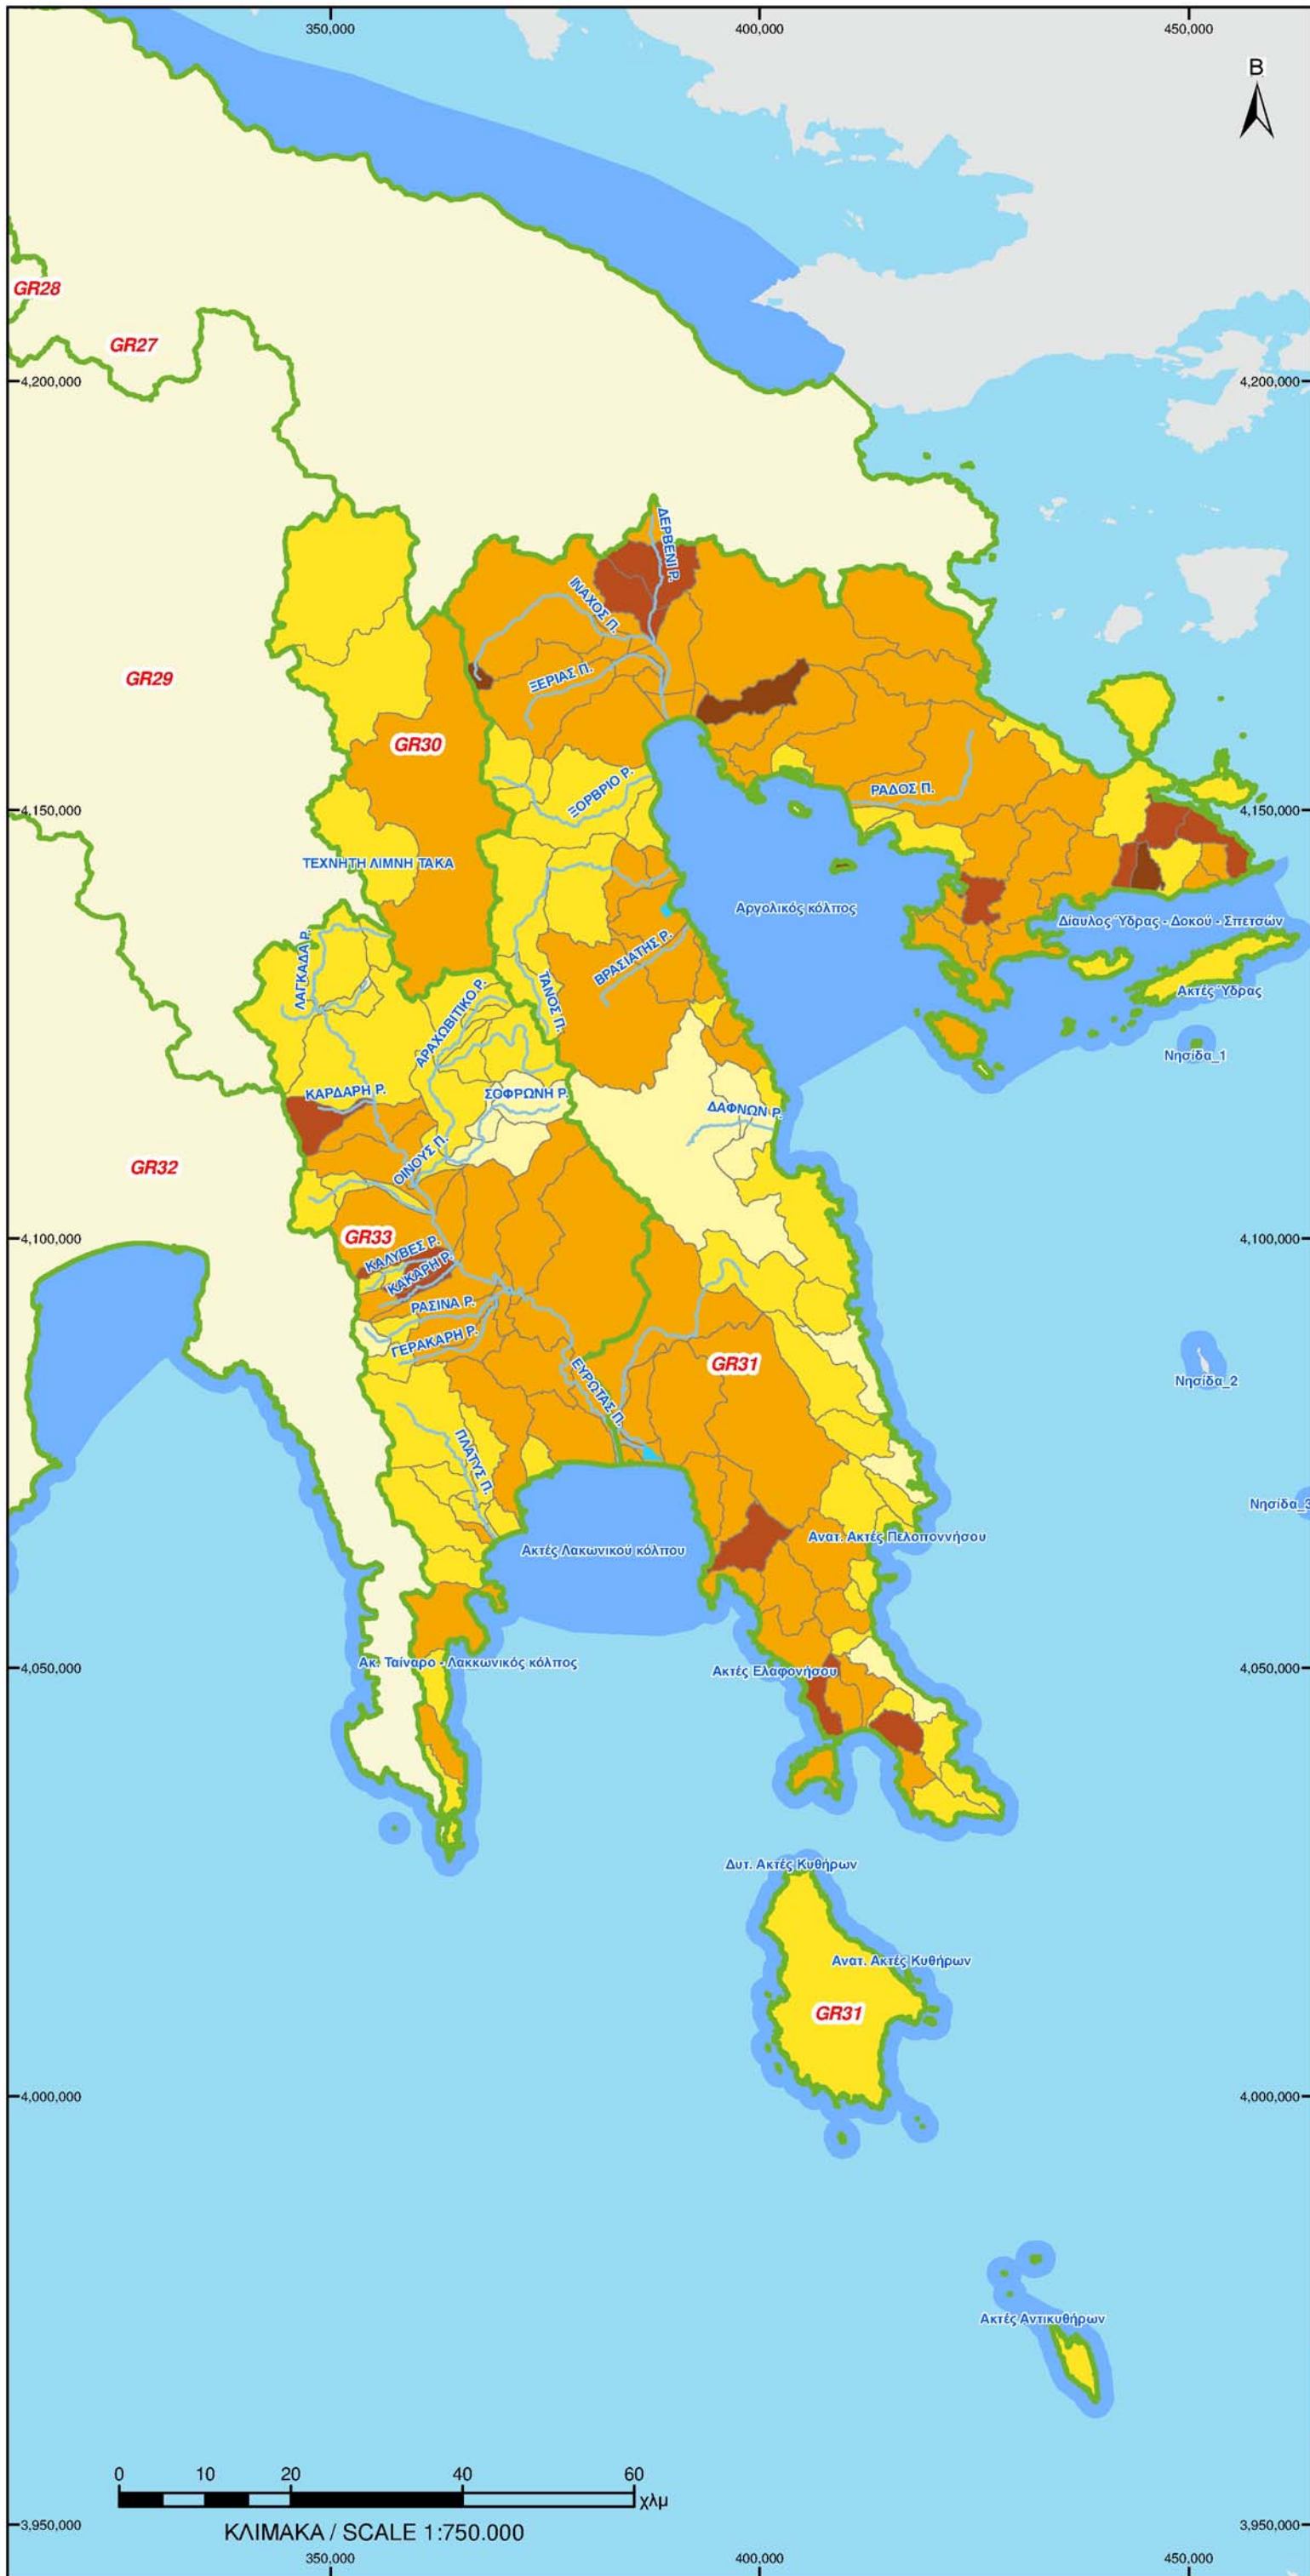 350,000 400,000 450,000
B
GR28
GR27
4,200,000 4,200,000
ΔΕΡΒΕΝΙ Ρ.
ΙΝΑΧΟΣ Π.
ΞΕΡΙΑΣ Π.
GR29
GR30
ΡΑΔΟΣ Π.
ΞΟΡΒΡΙΟ Ρ.
4,150,000 4,150,000
ΤΕΧΝΗΤΗ ΛΙΜΝΗ ΤΑΚΑ
Αργολικός κόλπος
Δίαυλος Ύδρας - Δοκού - Σπετσών
ΛΑΓΚΑΔΑ Ρ.
ΒΡΑΣΙΑΤΗΣ Ρ.
ΤΑΝΟΣ Π.
Ακτές Ύδρας
ΑΡΑΧΩΒΙΤΙΚΟ Ρ.
Νησίδα_1
ΚΑΡΔΑΡΗ Ρ.
ΣΟΦΡΩΝΗ Ρ.
ΔΑΦΝΩΝ Ρ.
ΟΙΝΟΥΣ Π.
GR32
GR33
4,100,000 4,100,000
ΚΑΛΥΒΕΣ Ρ.
ΚΑΚΑΡΗ Ρ.
ΡΑΣΙΝΑ Ρ.
ΓΕΡΑΚΑΡΗ Ρ.
GR31
ΕΥΡΩΤΑΣ Π.
Νησίδα_2
ΠΛΑΤΥΣ Π.
Νησίδα_3
Ανατ. Ακτές Πελοποννήσου
Ακτές Λακωνικού κόλπου
Ακ. Ταίναρο - Λακκωνικός κόλπος
Ακτές Ελαφονήσου
4,050,000 4,050,000
Δυτ. Ακτές Κυθήρων
Ανατ. Ακτές Κυθήρων
GR31
4,000,000 4,000,000
Ακτές Αντικυθήρων
0 10 20 40 60
χλμ
ΚΛΙΜΑΚΑ / SCALE 1:750.000
3,950,000 3,950,000
350,000 400,000 450,000